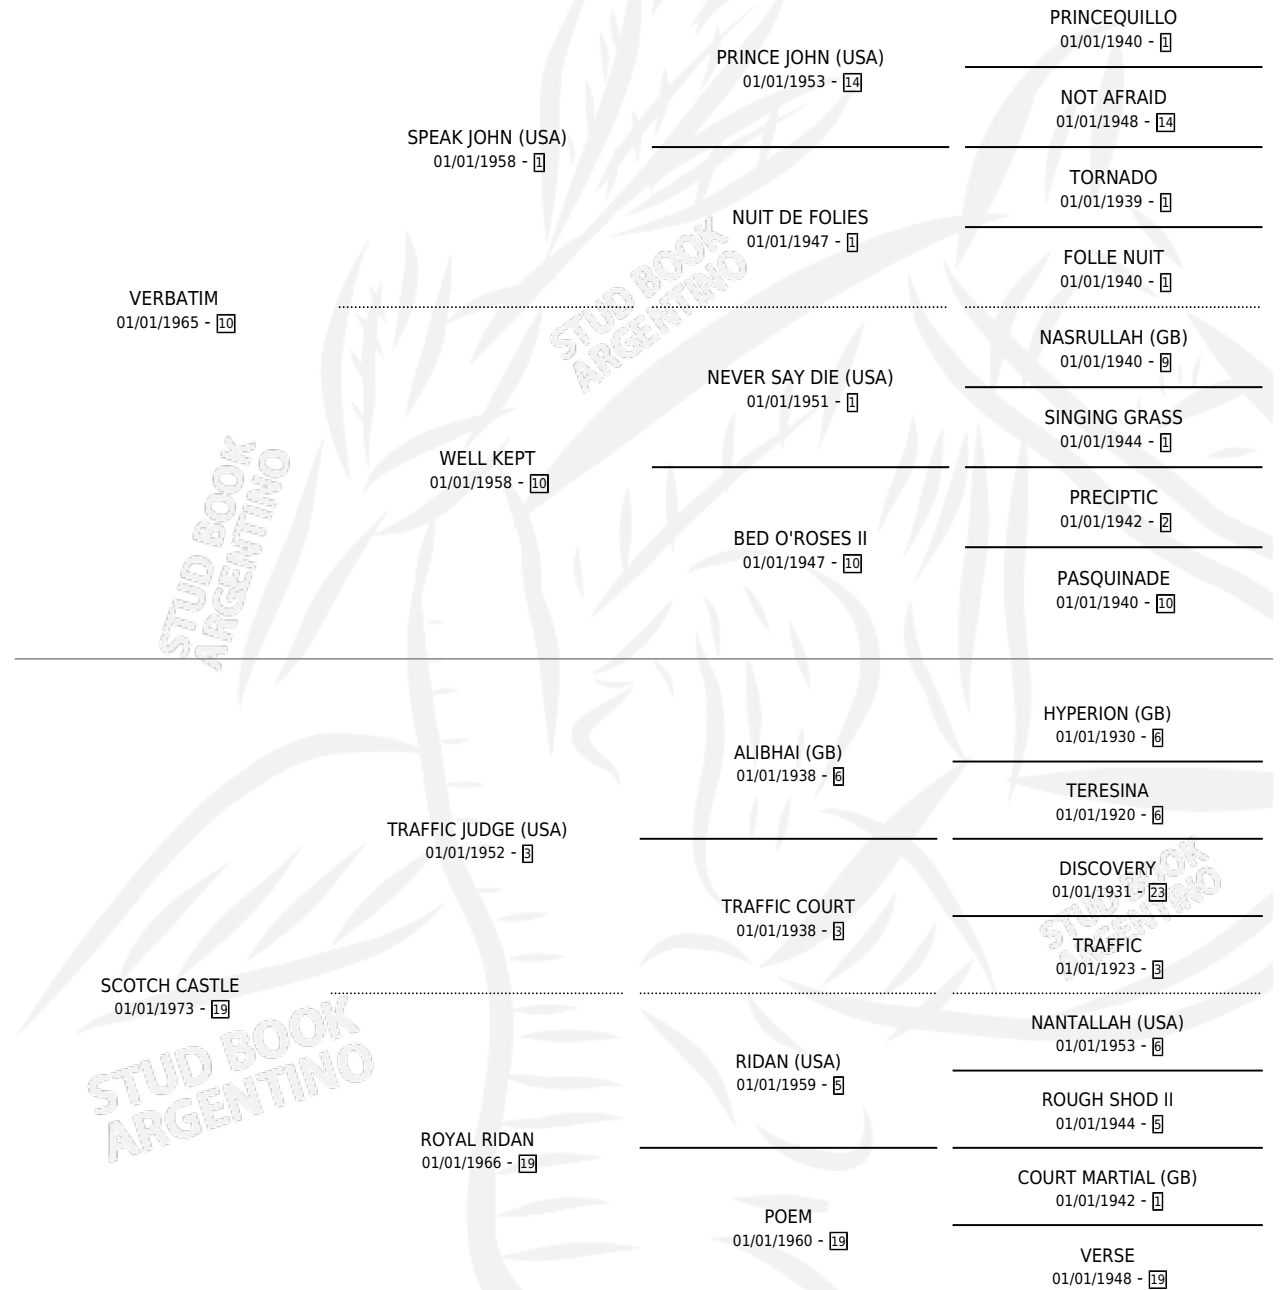 PRINCEQUILLO
01/01/1940 - 1
PRINCE JOHN (USA)
01/01/1953 - 14
NOT AFRAID
01/01/1948 - 14
SPEAK JOHN (USA)
01/01/1958 - 1
TORNADO
01/01/1939 - 1
NUIT DE FOLIES
01/01/1947 - 1
FOLLE NUIT
01/01/1940 - 1
STUD BOOK
ARGENTINO
VERBATIM
01/01/1965 - 10
NASRULLAH (GB)
01/01/1940 - 9
NEVER SAY DIE (USA)
01/01/1951 - 1
SINGING GRASS
01/01/1944 - 1
WELL KEPT
01/01/1958 - 10
PRECIPTIC
01/01/1942 - 2
BED O'ROSES II
01/01/1947 - 10
PASQUINADE
01/01/1940 - 10
STUD BOOK
ARGENTINO
HYPERION (GB)
01/01/1930 - 6
ALIBHAI (GB)
01/01/1938 - 6
TERESINA
01/01/1920 - 6
TRAFFIC JUDGE (USA)
01/01/1952 - 3
DISCOVERY
01/01/1931 - 23
TRAFFIC COURT
01/01/1938 - 3
STUD BOOK
ARGENTINO
TRAFFIC
01/01/1923 - 3
SCOTCH CASTLE
01/01/1973 - 19
NANTALLAH (USA)
01/01/1953 - 6
STUD BOOK
ARGENTINO
RIDAN (USA)
01/01/1959 - 5
ROUGH SHOD II
01/01/1944 - 5
ROYAL RIDAN
01/01/1966 - 19
COURT MARTIAL (GB)
01/01/1942 - 1
POEM
01/01/1960 - 19
VERSE
01/01/1948 - 19